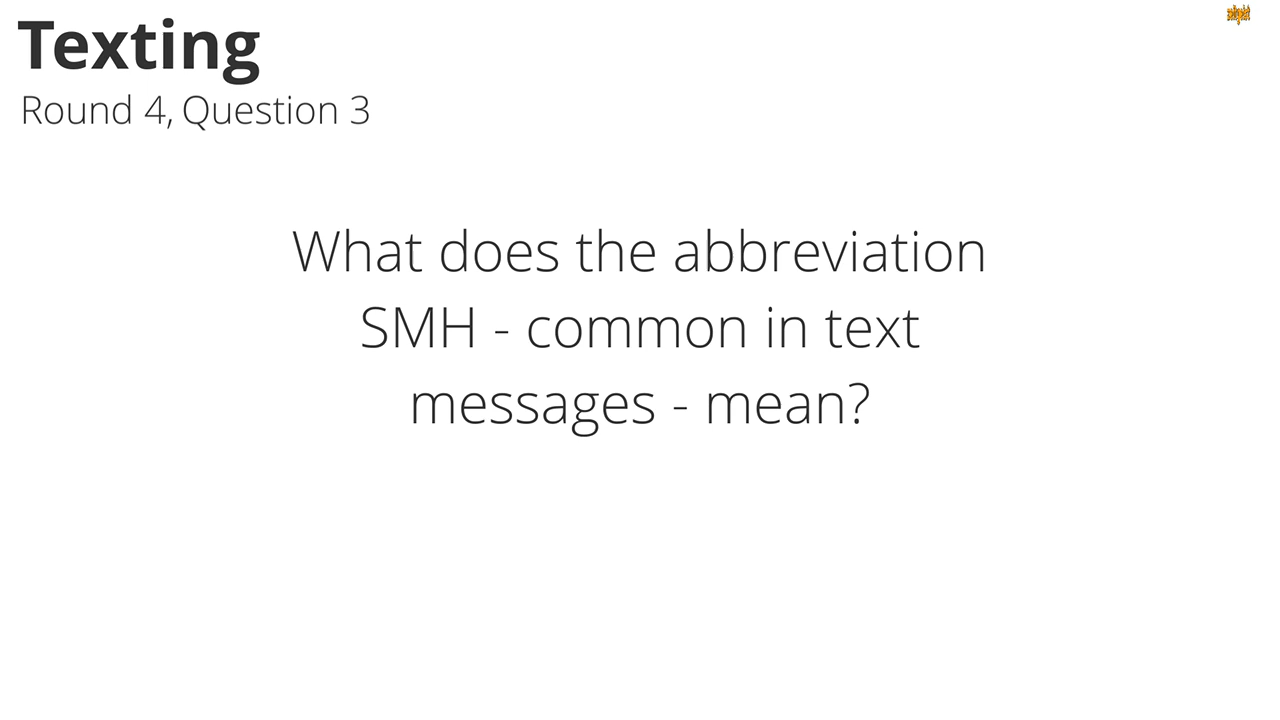 Texting
Round 4, Question 3
What does the abbreviation
SMH - common in text
messages - mean?